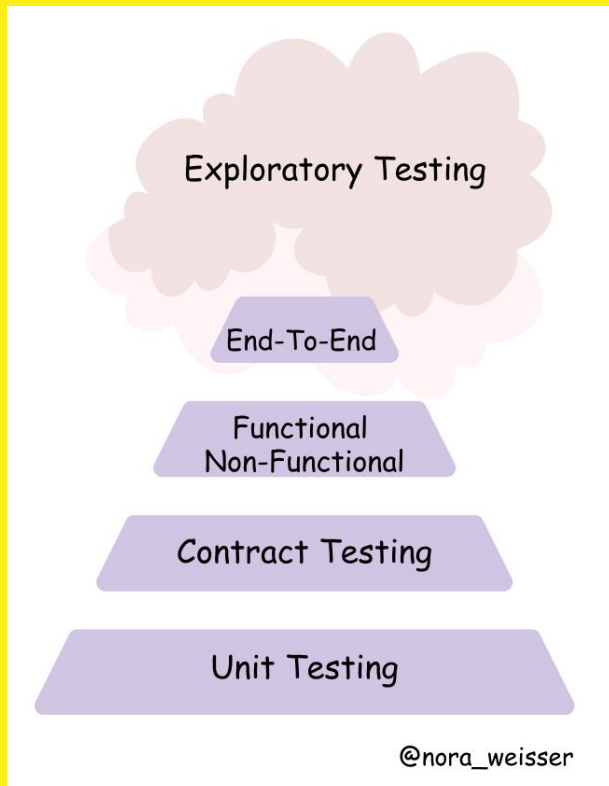 Exploratory Testing
End-To-End
Functional
Non-Functional
Contract Testing
Unit Testing
@nora_weisser